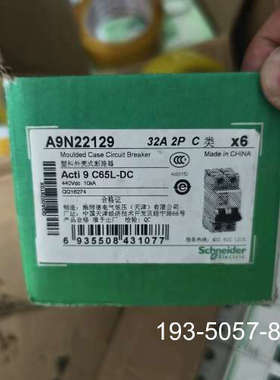 A9N22129 32A 2P C 类 x6
Moulded Case Circuit Breaker
Made in CHINA
塑料外壳式断路器
Acti 9 C65L-DC
440Vdc 10kA
合格证
Schneider
Electric
6 935508 431077
193-5057-8